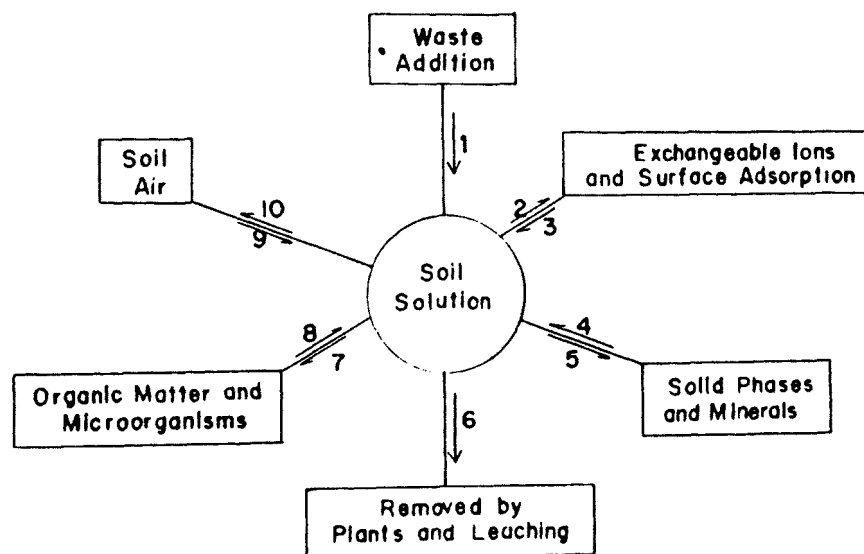 Waste
Addition
1
Soil
Air
Exchangeable Ions
and Surface Adsorption
10
9
2
3
Soil
Solution
8
7
4
5
Organic Matter and
Microorganisms
Solid Phases
and Minerals
6
Removed by
Plants and Leaching